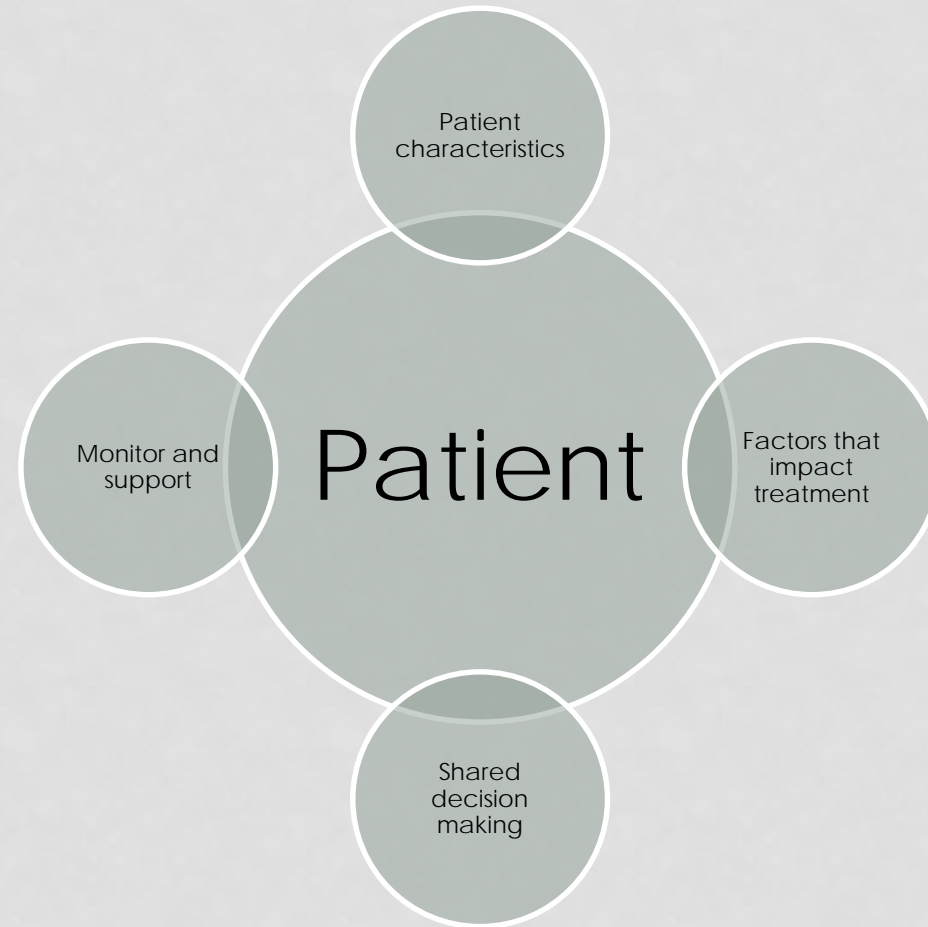 Patient
characteristics
Monitor and
support
Patient
Factors that
impact
treatment
Shared
decision
making